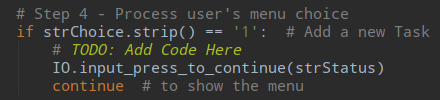 # Step 4 - Process user's menu choice
if strChoice.strip() == '1':  # Add a new Task
    # TODO: Add Code Here
    IO.input_press_to_continue(strStatus)
    continue  # to show the menu